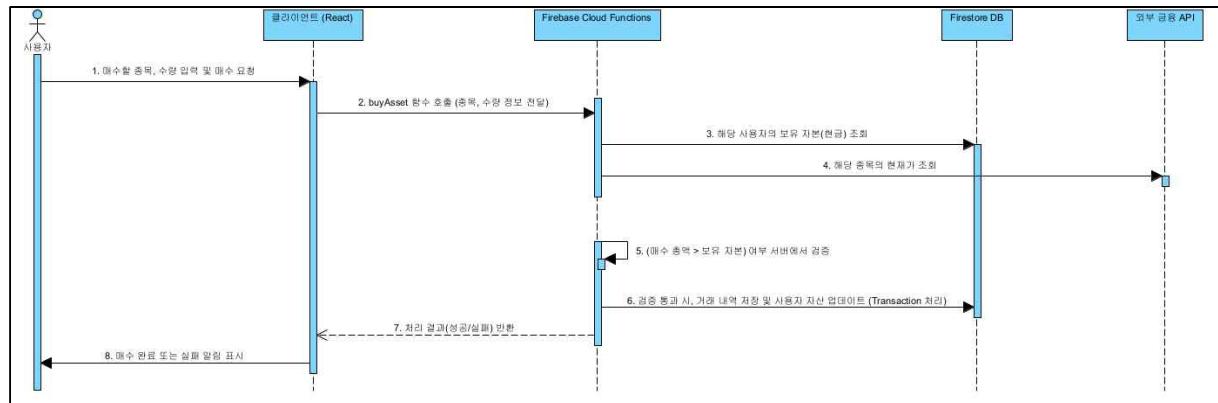 클라이언트 (React)
Firebase Cloud Functions
Firestore DB
외부 금융 API
사용자
1. 매수할 종목, 수량 입력 및 매수 요청
2. buyAsset 함수 호출 (종목, 수량 정보 전달)
3. 해당 사용자의 보유 자본(현금) 조회
4. 해당 종목의 현재가 조회
5. (매수 총액 > 보유 자본) 여부 서버에서 검증
6. 검증 통과 시, 거래 내역 저장 및 사용자 자산 업데이트 (Transaction 처리)
7. 처리 결과(성공/실패) 반환
8. 매수 완료 또는 실패 알림 표시